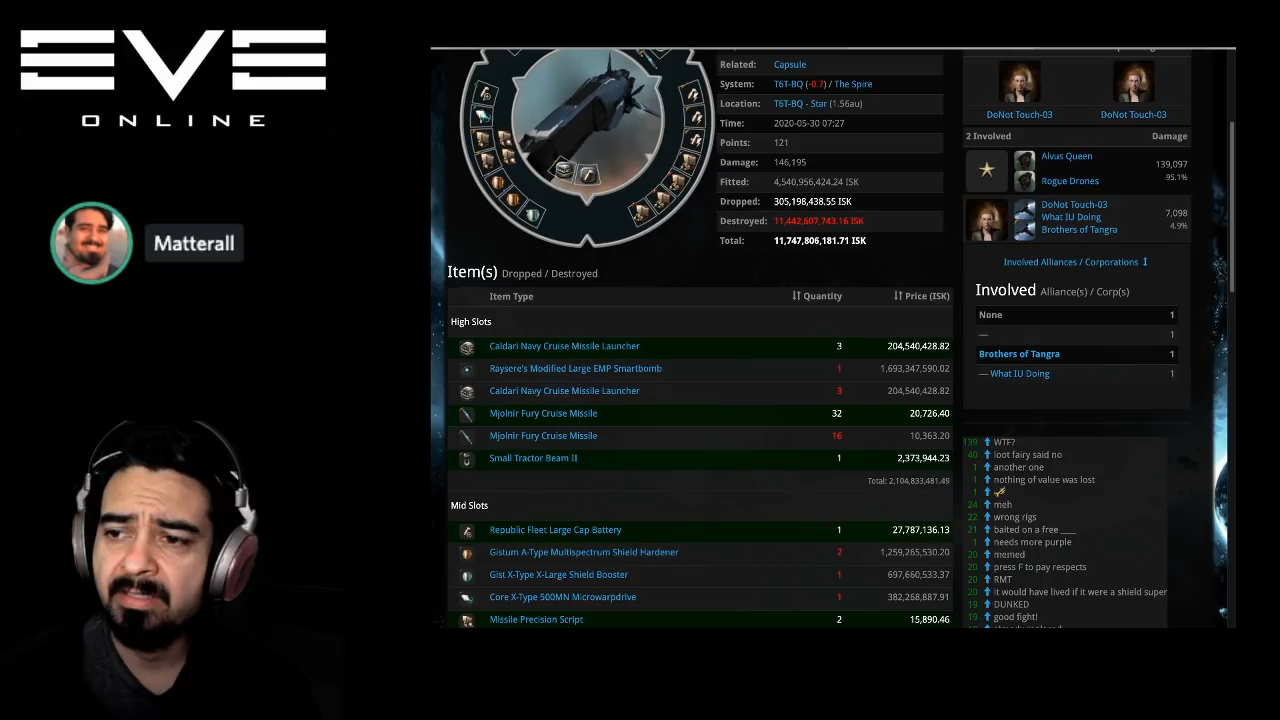 EVE
ONLINE
Matterall
Related: Capsule
System: T6T-BQ (-0.7) / The Spire
Location: T6T-BQ - Star (1.56au)
Time: 2020-05-30 07:27
Points: 121
Damage: 146,195
Fitted: 4,540,956,424.24 ISK
Dropped: 305,198,438.55 ISK
Destroyed: 11,442,607,743.16 ISK
Total: 11,747,806,181.71 ISK
Item(s) Dropped / Destroyed
Item Type Quantity Price (ISK)
High Slots
Caldari Navy Cruise Missile Launcher 3 204,540,428.82
Raysere's Modified Large EMP Smartbomb 1 1,693,347,590.02
Caldari Navy Cruise Missile Launcher 3 204,540,428.82
Mjolnir Fury Cruise Missile 32 20,726.40
Mjolnir Fury Cruise Missile 16 10,363.20
Small Tractor Beam II 1 2,373,944.23
Total: 2,104,833,481.49
Mid Slots
Republic Fleet Large Cap Battery 1 27,787,136.13
Gistum A-Type Multispectrum Shield Hardener 2 1,259,265,530.20
Gist X-Type X-Large Shield Booster 1 697,660,533.37
Core X-Type 500MN Microwarpdrive 1 382,268,887.91
Missile Precision Script 2 15,890.46
DoNot Touch-03 DoNot Touch-03
2 Involved Damage
Alvus Queen 139,097
Rogue Drones 95.1%
DoNot Touch-03
What IU Doing 7,098
Brothers of Tangra 4.9%
Involved Alliances / Corporations
Involved Alliance(s) / Corp(s)
None 1
— 1
Brothers of Tangra 1
— What IU Doing 1
139 WTF?
40 loot fairy said no
1 another one
1 nothing of value was lost
1
24 meh
22 wrong rigs
21 baited on a free ____
1 needs more purple
20 memed
20 press F to pay respects
20 RMT
20 it would have lived if it were a shield super
19 DUNKED
19 good fight!